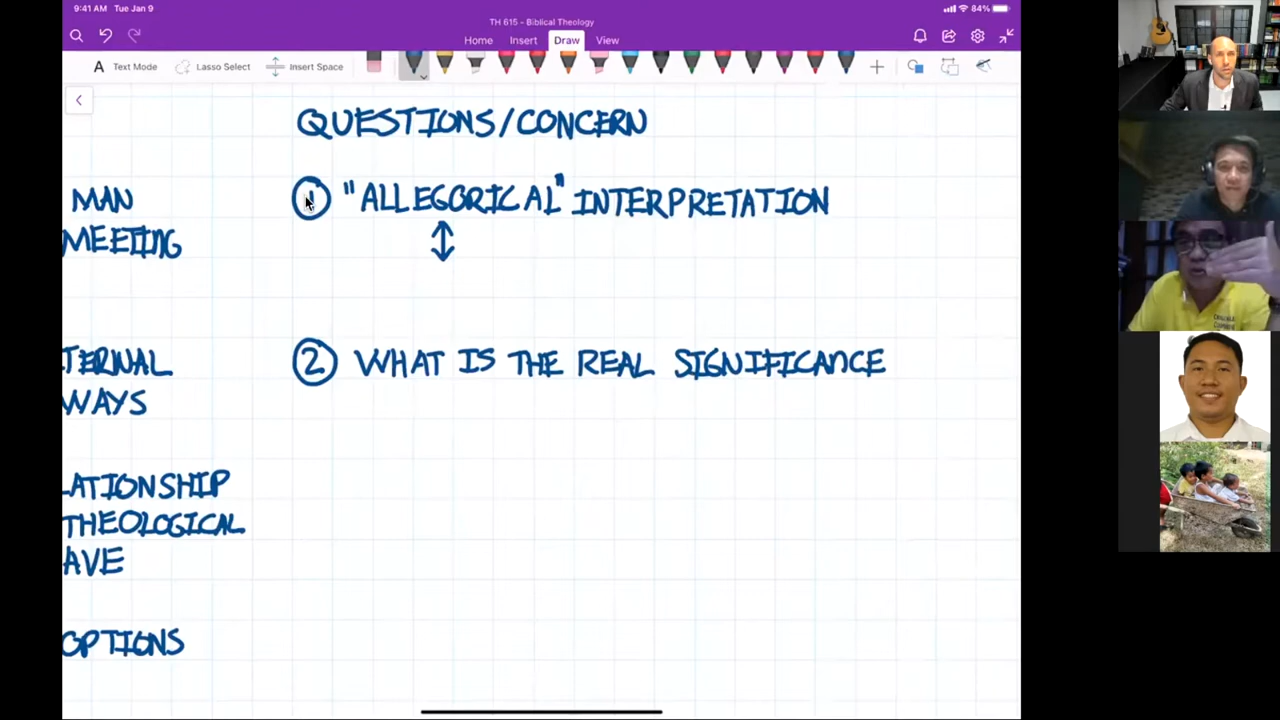 9:41 AM Tue Jan 9
84%
TH 615 - Biblical Theology
Home Insert Draw View
Text Mode Lasso Select Insert Space
QUESTIONS/CONCERN
MAN
MEETING
① "ALLEGORICAL" INTERPRETATION
TERNAL
WAYS
② WHAT IS THE REAL SIGNIFICANCE
LATIONSHIP
THEOLOGICAL
AVE
OPTIONS